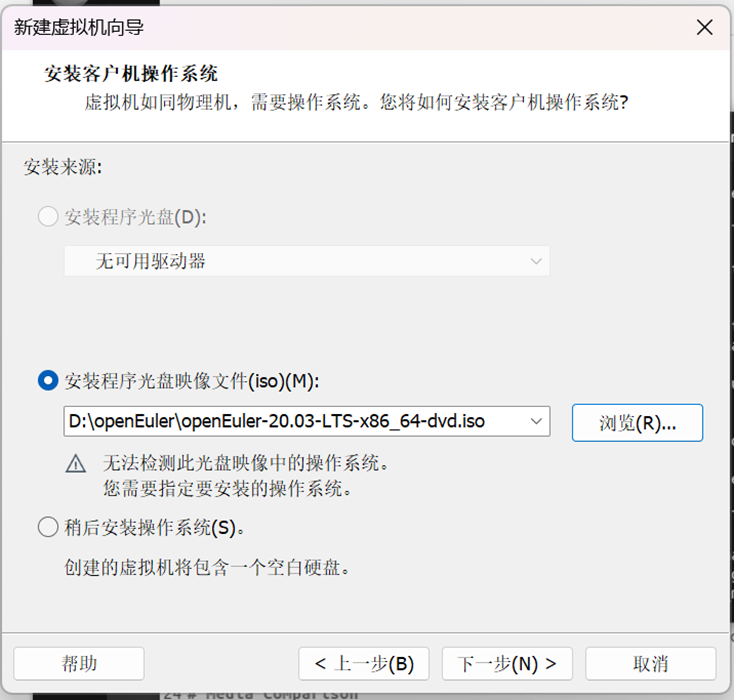 新建虚拟机向导
安装客户机操作系统
虚拟机如同物理机，需要操作系统。您将如何安装客户机操作系统?
安装来源:
安装程序光盘(D):
无可用驱动器
安装程序光盘映像文件(iso)(M):
D:\openEuler\openEuler-20.03-LTS-x86_64-dvd.iso
浏览(R)...
无法检测此光盘映像中的操作系统。
您需要指定要安装的操作系统。
稍后安装操作系统(S)。
创建的虚拟机将包含一个空白硬盘。
帮助
< 上一步(B)
下一步(N) >
取消
24 # Media Comparison